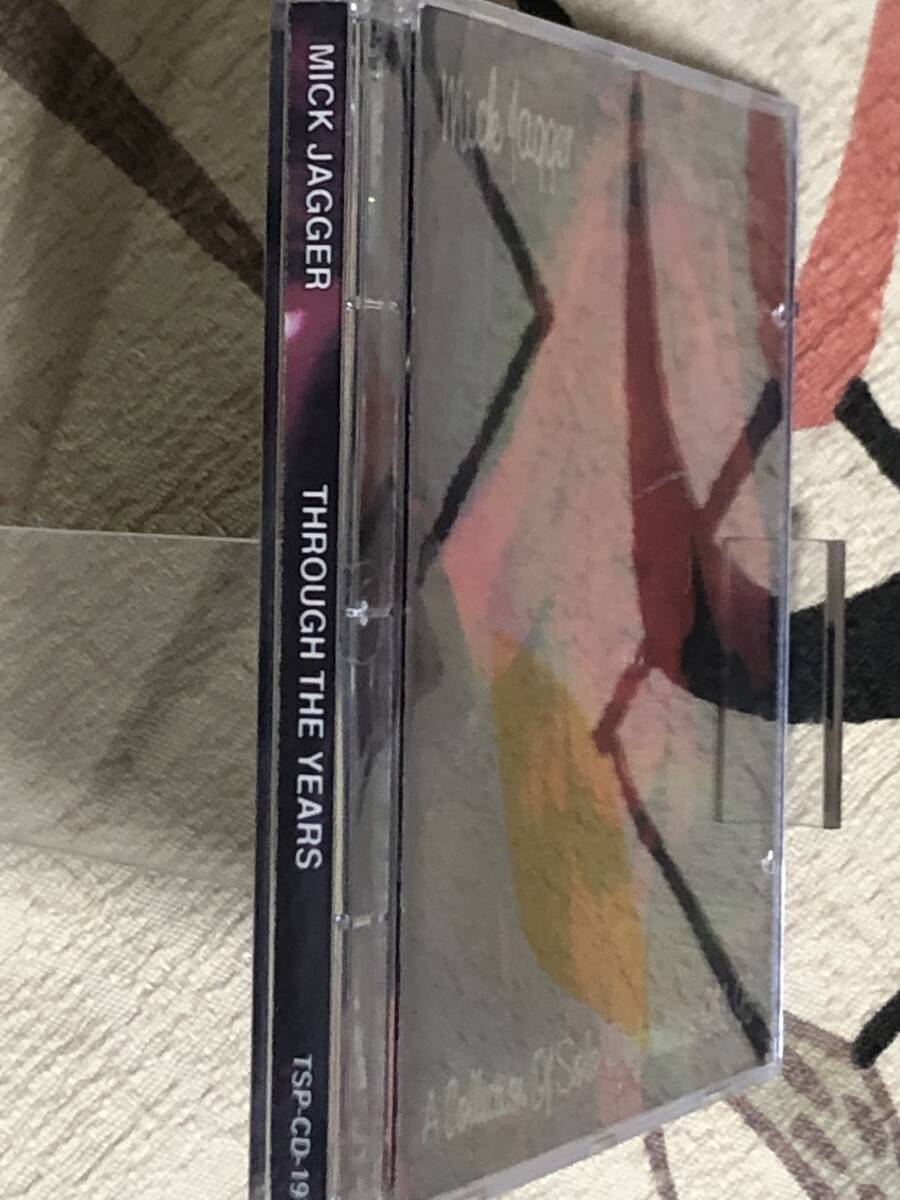 MICK JAGGER THROUGH THE YEARS TSP-CD-19
Mick Jagger
A Collection Of Solo